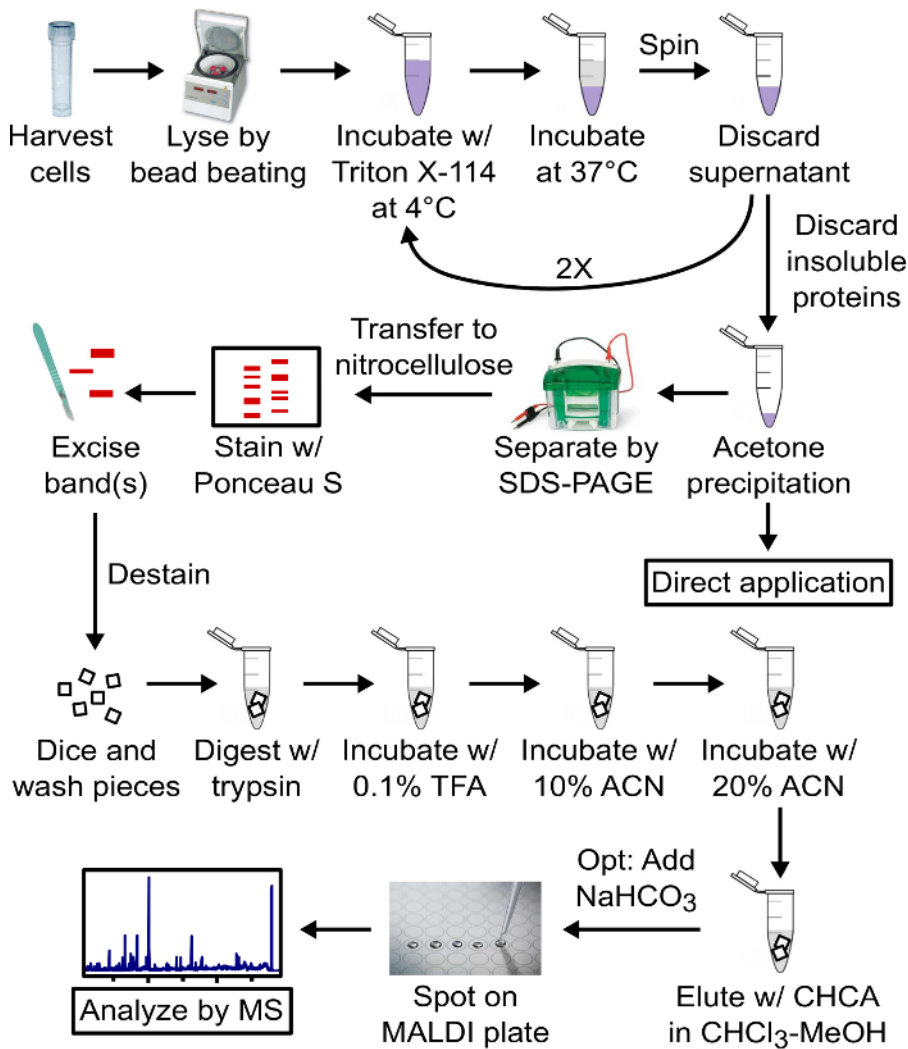 Spin
Harvest
cells
Lyse by
bead beating
Incubate w/
Triton X-114
at 4°C
Incubate
at 37°C
Discard
supernatant
2X
Discard
insoluble
proteins
Transfer to
nitrocellulose
Excise
band(s)
Stain w/
Ponceau S
Separate by
SDS-PAGE
Acetone
precipitation
Direct application
Destain
Dice and
wash pieces
Digest w/
trypsin
Incubate w/
0.1% TFA
Incubate w/
10% ACN
Incubate w/
20% ACN
Opt: Add
NaHCO3
Analyze by MS
Spot on
MALDI plate
Elute w/ CHCA
in CHCl3-MeOH